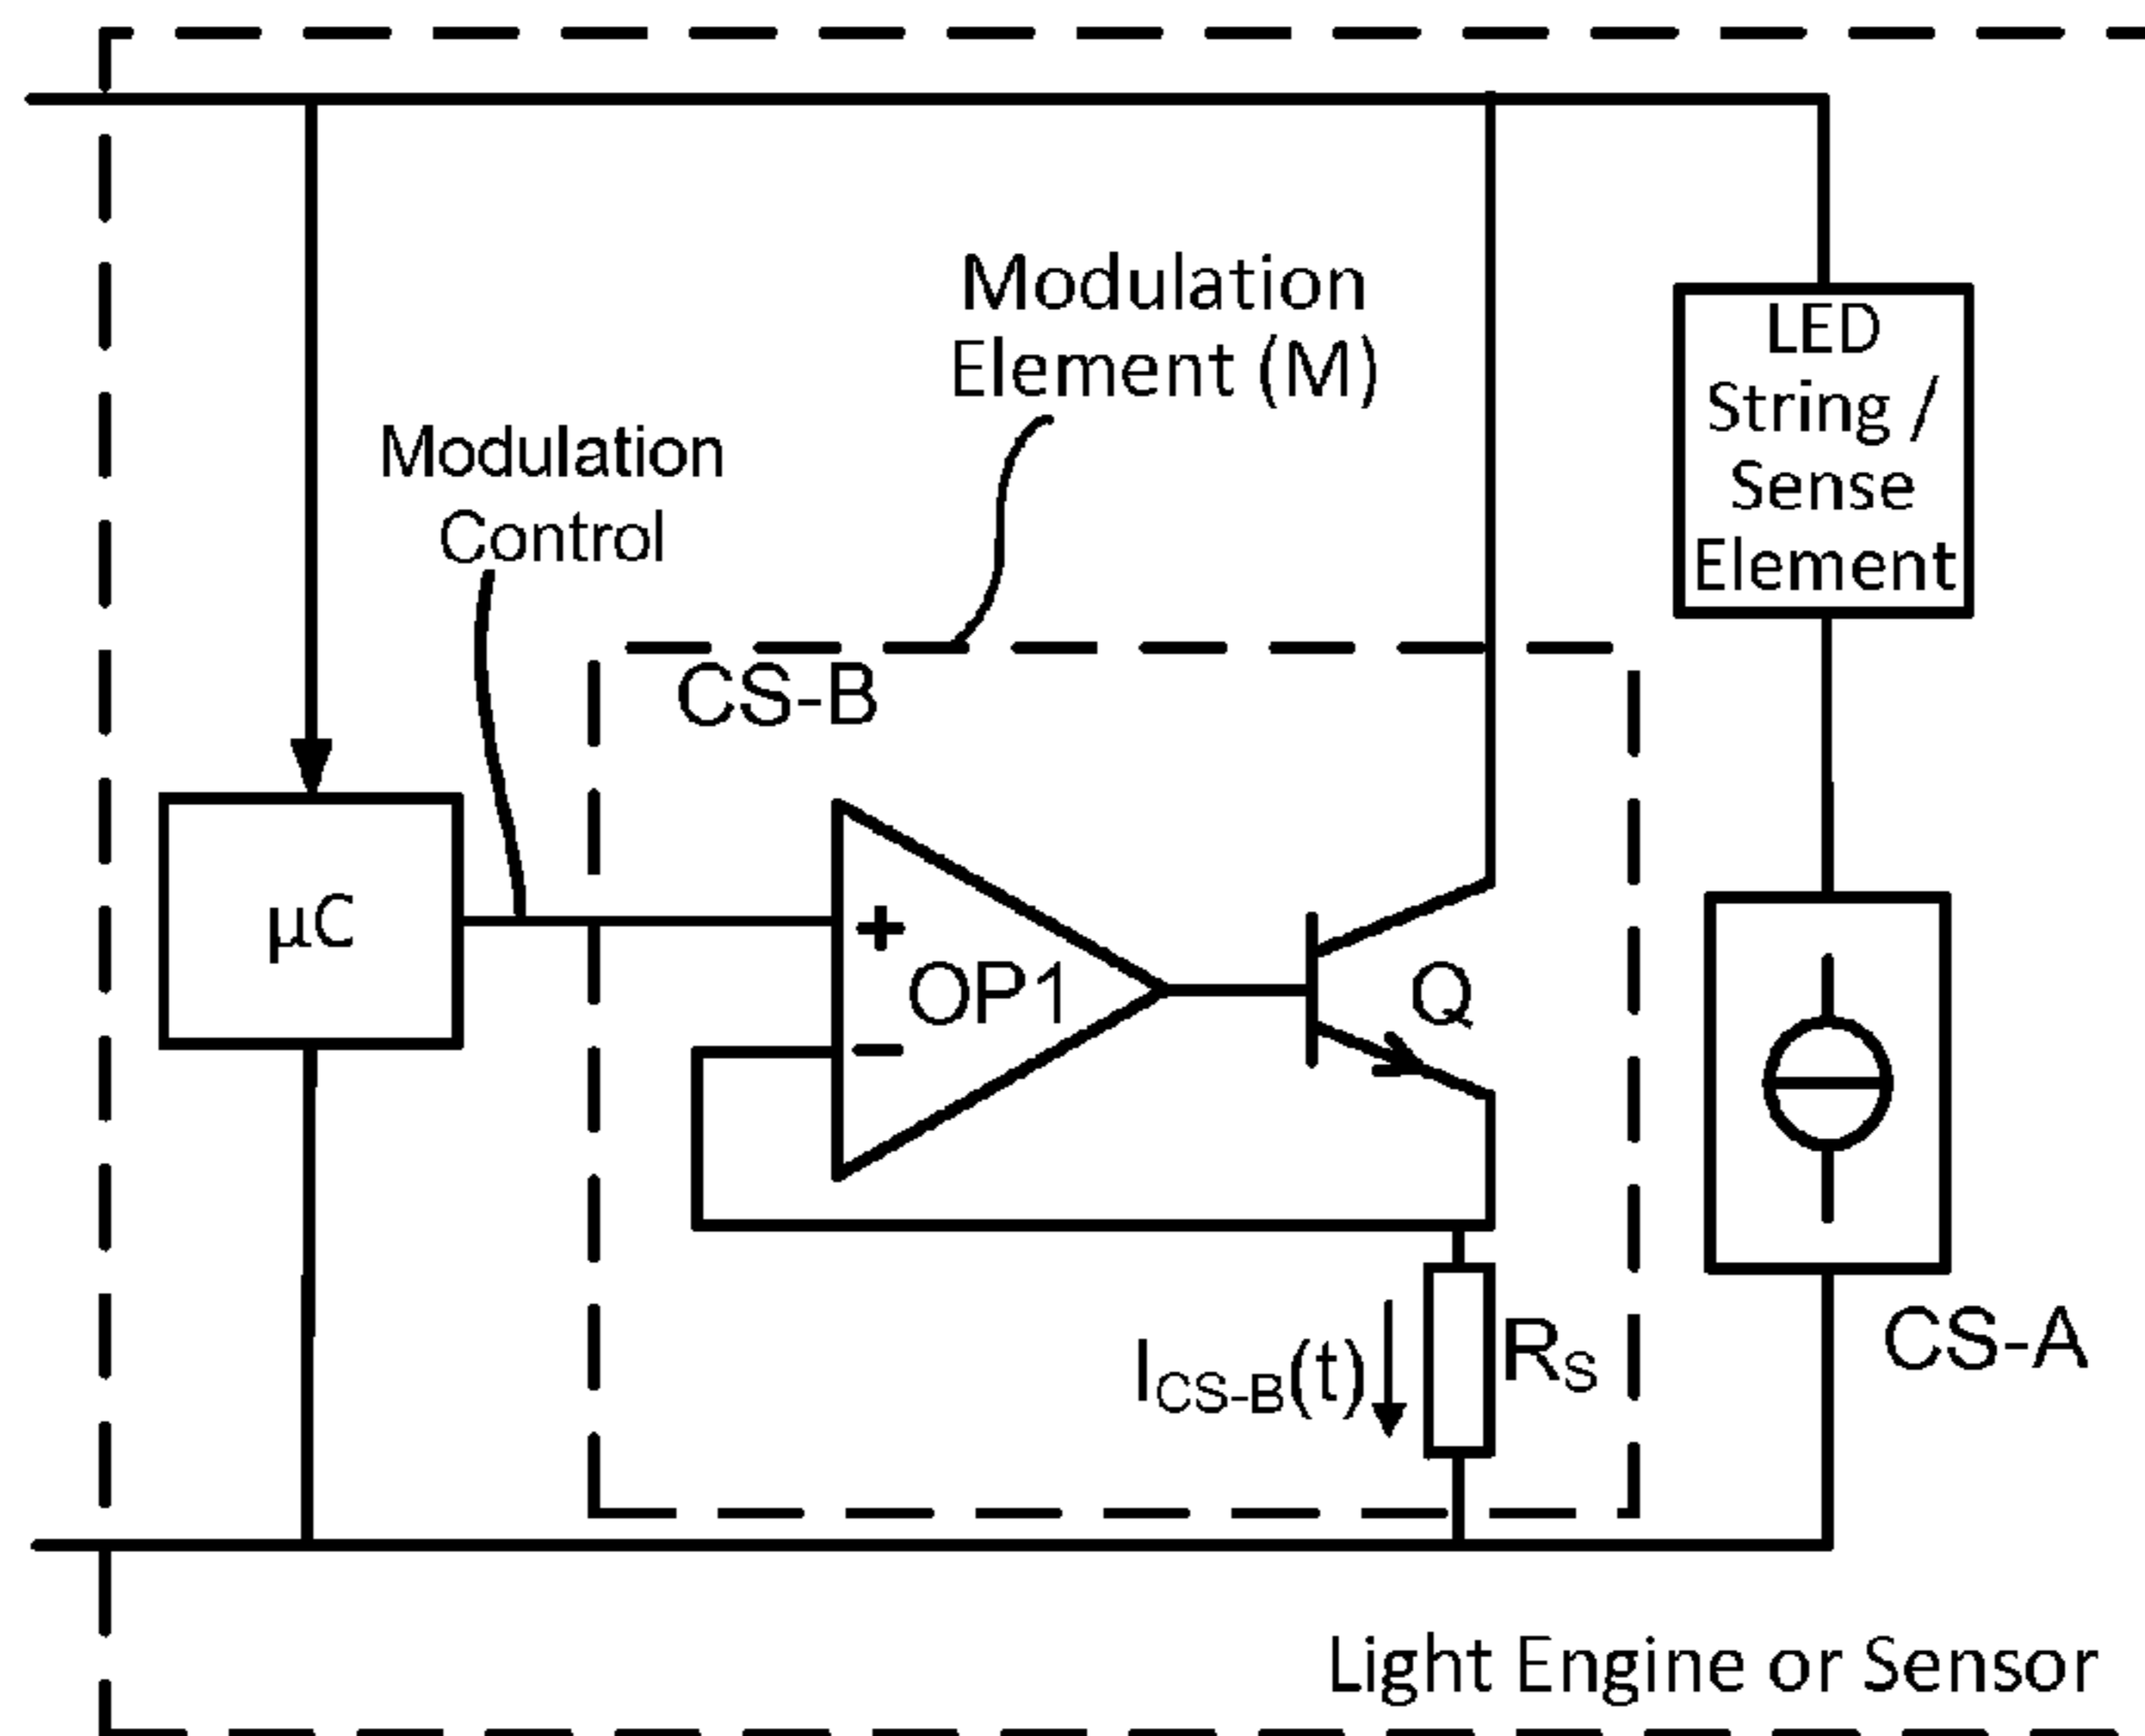 Modulation
Element (M)
LED
String /
Sense
Element
Modulation
Control
CS-B
µC
+
OP1
−
Q
I_CS-B(t)
R_S
CS-A
Light Engine or Sensor